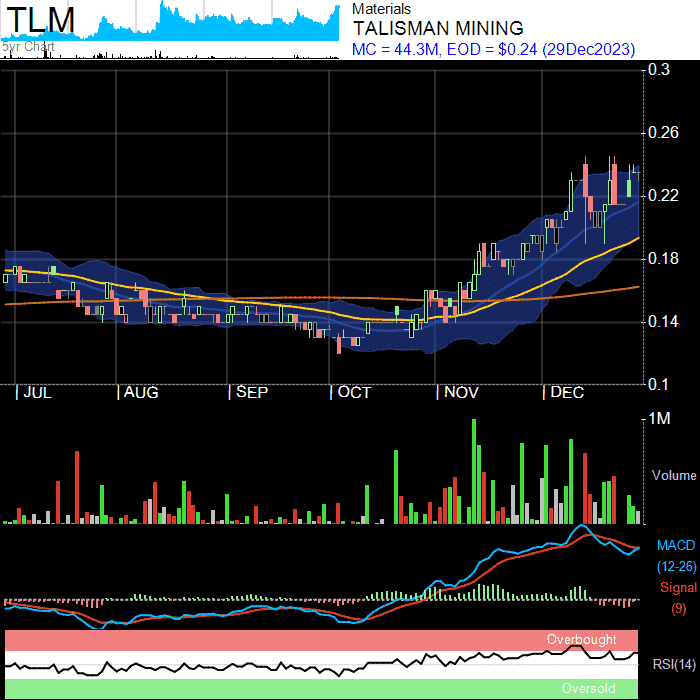 TLM
5yr Chart
Materials
TALISMAN MINING
MC = 44.3M, EOD = $0.24 (29Dec2023)
0.3
0.26
0.22
0.18
0.14
0.1
JUL AUG SEP OCT NOV DEC
1M
Volume
MACD
(12-26)
Signal
(9)
Overbought
RSI(14)
Oversold